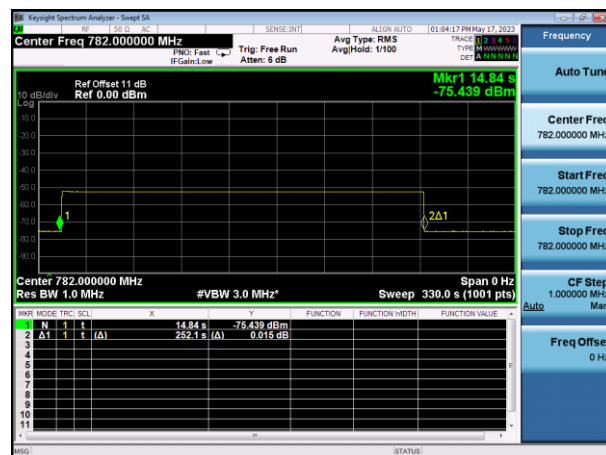 Keysight Spectrum Analyzer - Swept SA
RF 50 Ω AC SENSE:INT ALIGN AUTO 01:04:17 PM May 17, 2023
Center Freq 782.000000 MHz
PNO: Fast
IFGain:Low
Trig: Free Run
Atten: 6 dB
Avg Type: RMS
Avg|Hold: 1/100
TRACE 1 2 3 4 5 6
TYPE M WWWWW
DET A N N N N N
Ref Offset 11 dB
Ref 0.00 dBm
10 dB/div
Log
Mkr1 14.84 s
-75.439 dBm
-10.0
-20.0
-30.0
-40.0
-50.0
-60.0
-70.0
-80.0
-90.0
1
2Δ1
Center 782.000000 MHz
Res BW 1.0 MHz
#VBW 3.0 MHz*
Span 0 Hz
Sweep 330.0 s (1001 pts)
MKR MODE TRC SCL X Y FUNCTION FUNCTION WIDTH FUNCTION VALUE
1 N 1 t 14.84 s -75.439 dBm
2 Δ1 1 t (Δ) 252.1 s (Δ) 0.015 dB
3
4
5
6
7
8
9
10
11
MSG STATUS
Frequency
Auto Tune
Center Freq
782.000000 MHz
Start Freq
782.000000 MHz
Stop Freq
782.000000 MHz
CF Step
1.000000 MHz
Auto Man
Freq Offset
0 Hz